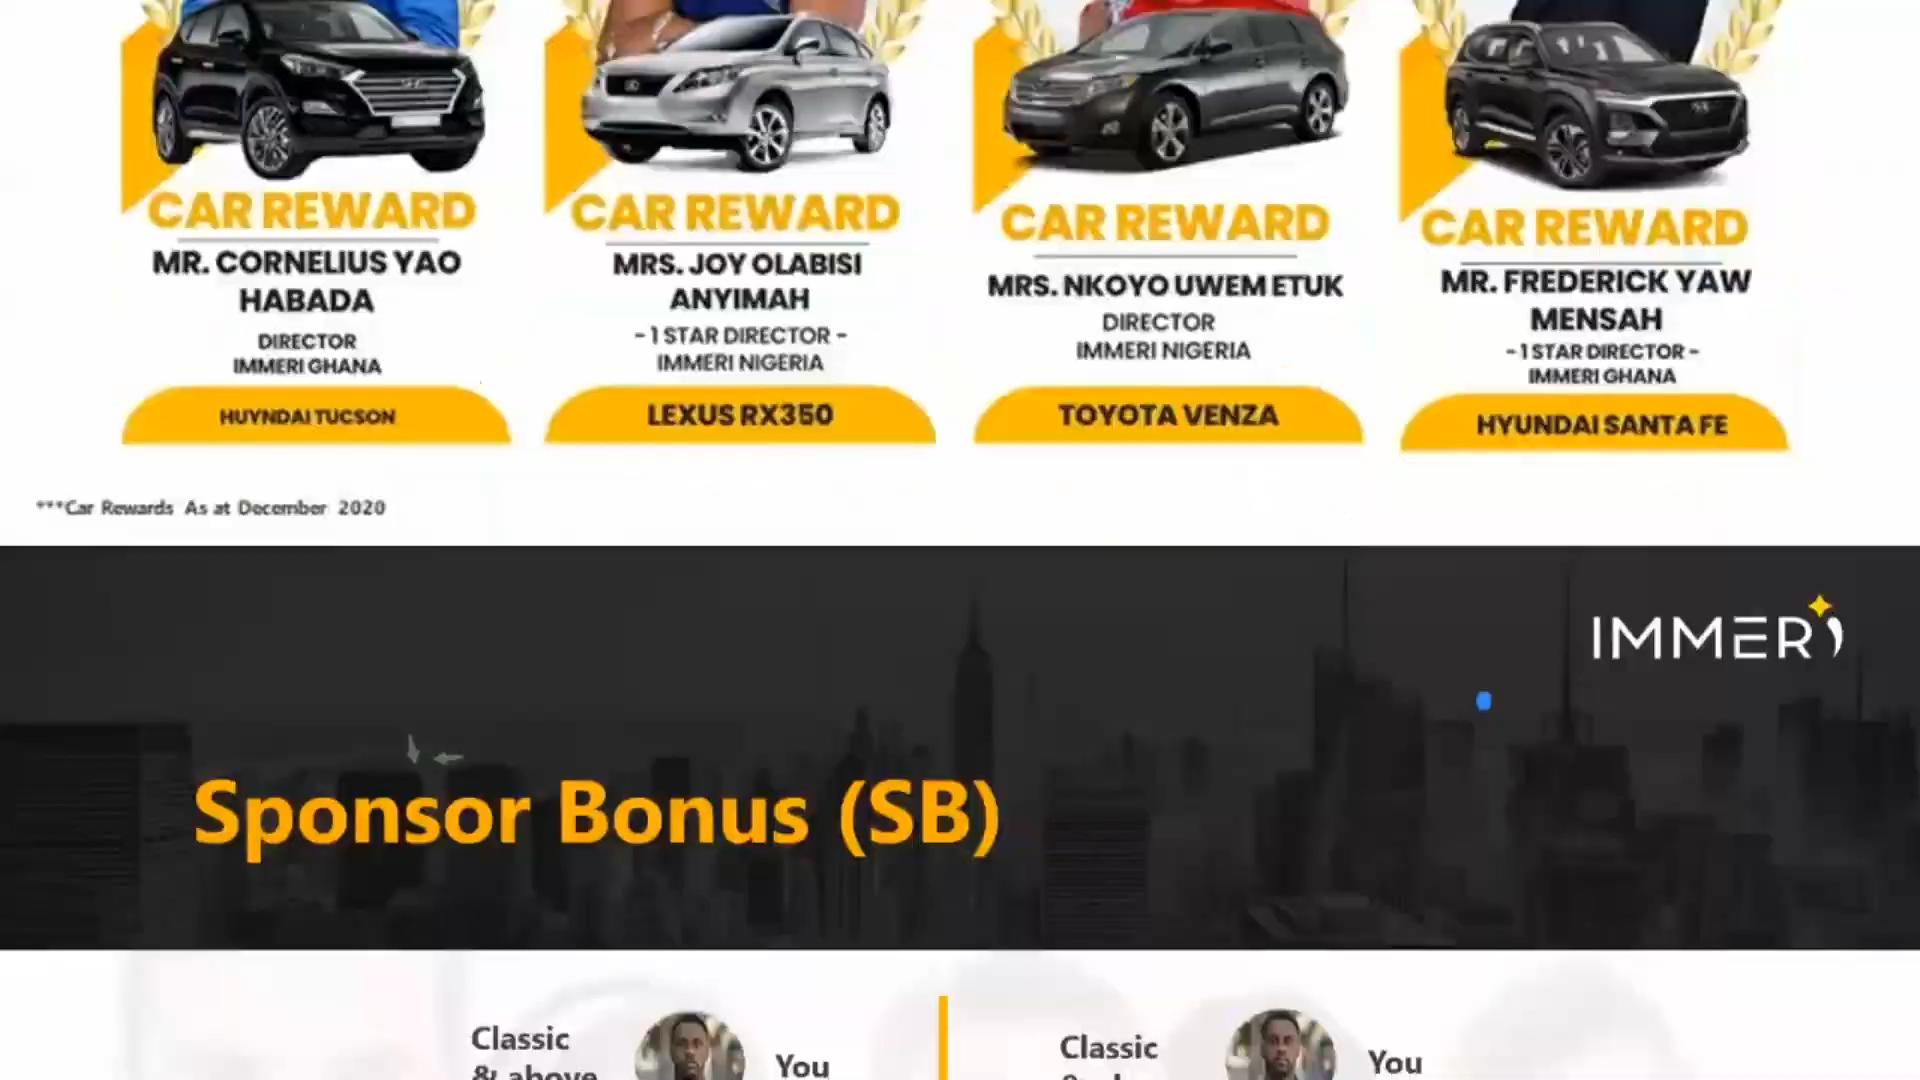 CAR REWARD
MR. CORNELIUS YAO
HABADA
DIRECTOR
IMMERI GHANA
HUYNDAI TUCSON
CAR REWARD
MRS. JOY OLABISI
ANYIMAH
- 1 STAR DIRECTOR -
IMMERI NIGERIA
LEXUS RX350
CAR REWARD
MRS. NKOYO UWEM ETUK
DIRECTOR
IMMERI NIGERIA
TOYOTA VENZA
CAR REWARD
MR. FREDERICK YAW
MENSAH
- 1 STAR DIRECTOR -
IMMERI GHANA
HYUNDAI SANTA FE
***Car Rewards As at December 2020
IMMERI
Sponsor Bonus (SB)
Classic
& above
You
Classic
You